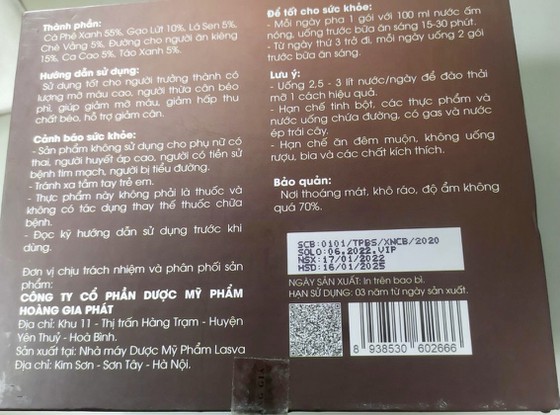 Thành phần:
Cà Phê Xanh 55%, Gạo Lứt 10%, Lá Sen 5%,
Chè Vằng 5%, Đường cho người ăn kiêng
15%, Ca Cao 5%, Táo Xanh 5%.
Hướng dẫn sử dụng:
Sử dụng tốt cho người trưởng thành có
lượng mỡ máu cao, người thừa cân béo
phì, giúp giảm mỡ máu, giảm hấp thu
chất béo, hỗ trợ giảm cân.
Cảnh báo sức khỏe:
- Sản phẩm không sử dụng cho phụ nữ có
thai, người huyết áp cao, người có tiền sử
bệnh tim mạch, người bị tiểu đường.
- Tránh xa tầm tay trẻ em.
- Thực phẩm này không phải là thuốc và
không có tác dụng thay thế thuốc chữa
bệnh.
- Đọc kỹ hướng dẫn sử dụng trước khi
dùng.
Đơn vị chịu trách nhiệm và phân phối sản
phẩm:
CÔNG TY CỔ PHẦN DƯỢC MỸ PHẨM
HOÀNG GIA PHÁT
Địa chỉ: Khu 11 - Thị trấn Hàng Trạm - Huyện
Yên Thuỷ - Hoà Bình.
Sản xuất tại: Nhà máy Dược Mỹ Phẩm Lasva
Địa chỉ: Kim Sơn - Sơn Tây - Hà Nội.
Để tốt cho sức khỏe:
- Mỗi ngày pha 1 gói với 100 ml nước ấm
nóng, uống trước bữa ăn sáng 15-30 phút.
- Từ ngày thứ 3 trở đi, mỗi ngày uống 2 gói
trước bữa ăn sáng.
Lưu ý:
- Uống 2,5 - 3 lít nước/ngày để đào thải
mỡ 1 cách hiệu quả.
- Hạn chế tinh bột, các thực phẩm và
nước uống chứa đường, có gas và nước
ép trái cây.
- Hạn chế ăn đêm muộn, không uống
rượu, bia và các chất kích thích.
Bảo quản:
Nơi thoáng mát, khô ráo, độ ẩm không
quá 70%.
SCB:0101/TPBS/XNCB/2020
SOLO:06.2022.VIP
NSX:17/01/2022
HSD:16/01/2025
NGÀY SẢN XUẤT: In trên bao bì.
HẠN SỬ DỤNG: 03 năm từ ngày sản xuất.
8 938530 602666